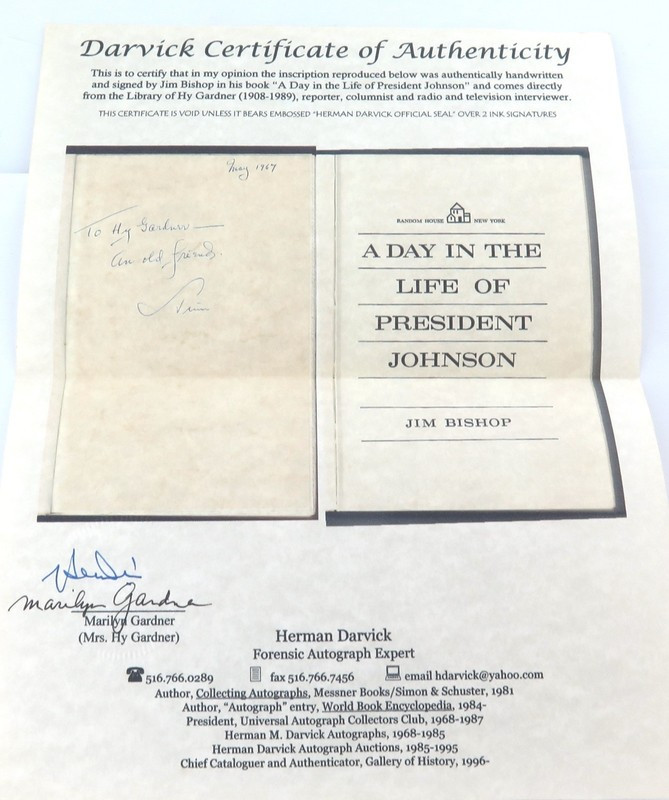 Darvick Certificate of Authenticity
This is to certify that in my opinion the inscription reproduced below was authentically handwritten
and signed by Jim Bishop in his book "A Day in the Life of President Johnson" and comes directly
from the Library of Hy Gardner (1908-1989), reporter, columnist and radio and television interviewer.
THIS CERTIFICATE IS VOID UNLESS IT BEARS EMBOSSED "HERMAN DARVICK OFFICIAL SEAL" OVER 2 INK SIGNATURES
May 1967
To Hy Gardner —
An old friend.
Jim
RANDOM HOUSE NEW YORK
A DAY IN THE
LIFE OF
PRESIDENT
JOHNSON
JIM BISHOP
Marilyn Gardner
Marilyn Gardner
(Mrs. Hy Gardner)
Herman Darvick
Forensic Autograph Expert
516.766.0289 fax 516.766.7456 email hdarvick@yahoo.com
Author, Collecting Autographs, Messner Books/Simon & Schuster, 1981
Author, "Autograph" entry, World Book Encyclopedia, 1984-
President, Universal Autograph Collectors Club, 1968-1987
Herman M. Darvick Autographs, 1968-1985
Herman Darvick Autograph Auctions, 1985-1995
Chief Cataloguer and Authenticator, Gallery of History, 1996-